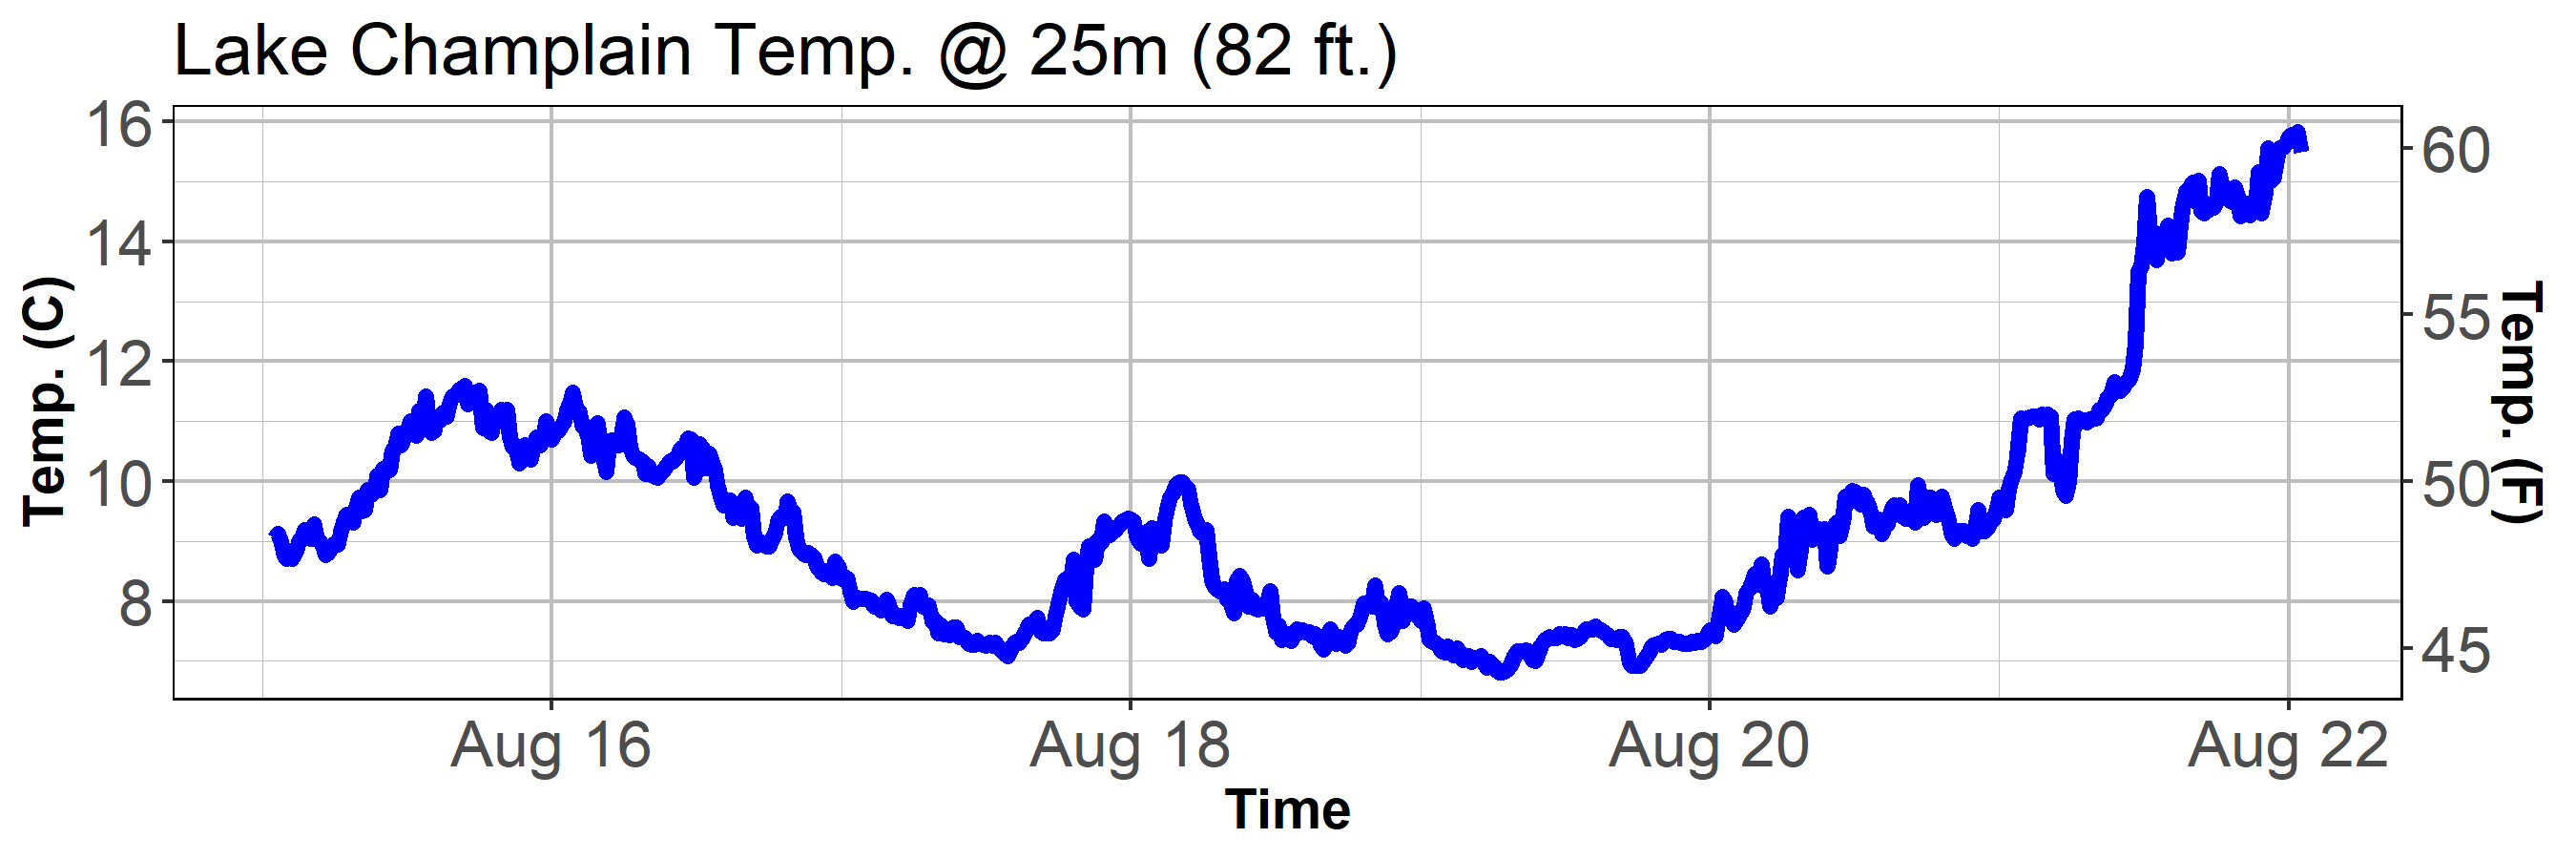 Lake Champlain Temp. @ 25m (82 ft.)
16
14
12
10
8
Temp. (C)
60
55
50
45
Temp. (F)
Aug 16
Aug 18
Aug 20
Aug 22
Time